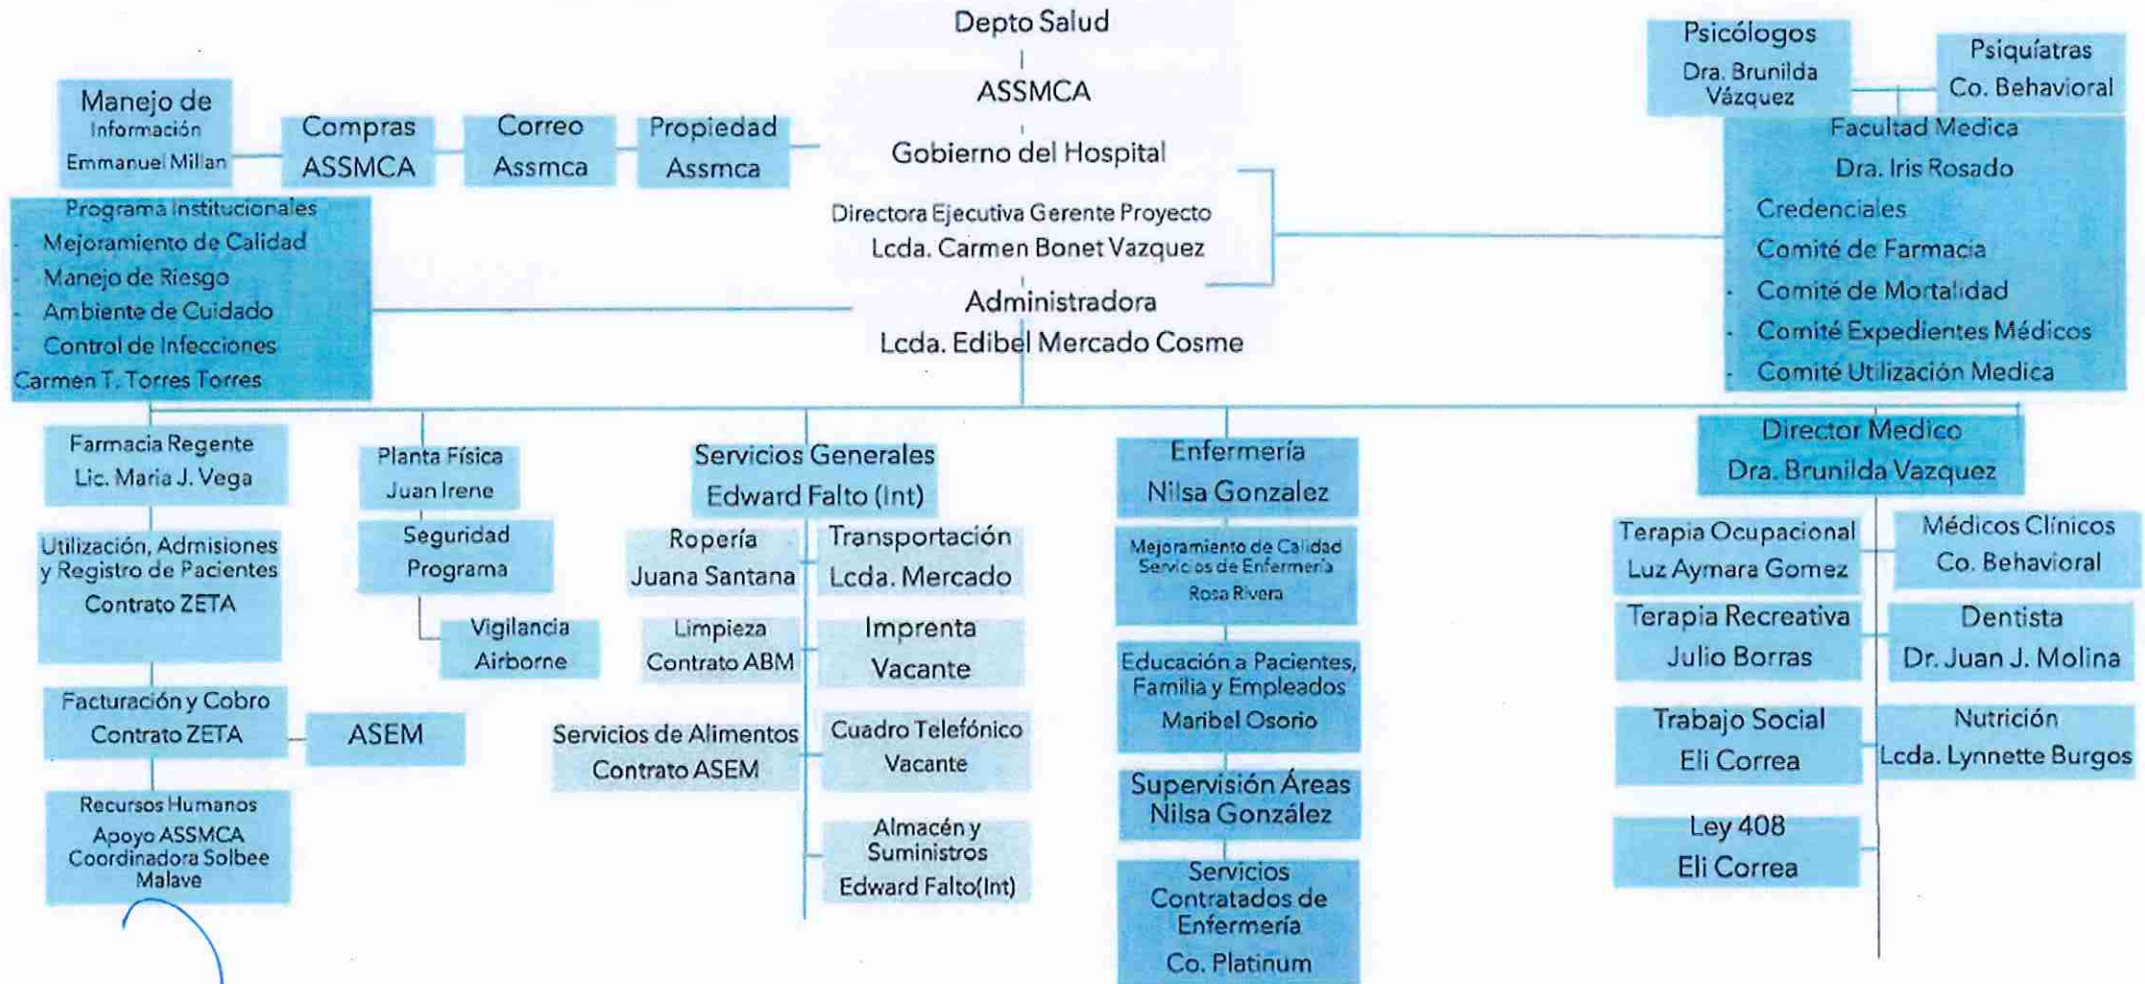 Depto Salud
ASSMCA
Gobierno del Hospital
Directora Ejecutiva Gerente Proyecto
Lcda. Carmen Bonet Vazquez
Administradora
Lcda. Edibel Mercado Cosme
Manejo de
Información
Emmanuel Millan
Compras
ASSMCA
Correo
Assmca
Propiedad
Assmca
Psicólogos
Dra. Brunilda
Vázquez
Psiquíatras
Co. Behavioral
Programa Institucionales
- Mejoramiento de Calidad
- Manejo de Riesgo
- Ambiente de Cuidado
- Control de Infecciones
Carmen T. Torres Torres
Facultad Medica
Dra. Iris Rosado
- Credenciales
- Comité de Farmacia
- Comité de Mortalidad
- Comité Expedientes Médicos
- Comité Utilización Medica
Farmacia Regente
Lic. Maria J. Vega
Utilización, Admisiones
y Registro de Pacientes
Contrato ZETA
Facturación y Cobro
Contrato ZETA
ASEM
Recursos Humanos
Apoyo ASSMCA
Coordinadora Solbee
Malave
Planta Física
Juan Irene
Seguridad
Programa
Vigilancia
Airborne
Servicios Generales
Edward Falto (Int)
Ropería
Juana Santana
Transportación
Lcda. Mercado
Limpieza
Contrato ABM
Imprenta
Vacante
Servicios de Alimentos
Contrato ASEM
Cuadro Telefónico
Vacante
Almacén y
Suministros
Edward Falto(Int)
Enfermería
Nilsa Gonzalez
Mejoramiento de Calidad
Servicios de Enfermería
Rosa Rivera
Educación a Pacientes,
Familia y Empleados
Maribel Osorio
Supervisión Áreas
Nilsa González
Servicios
Contratados de
Enfermería
Co. Platinum
Director Medico
Dra. Brunilda Vazquez
Terapia Ocupacional
Luz Aymara Gomez
Médicos Clínicos
Co. Behavioral
Terapia Recreativa
Julio Borras
Dentista
Dr. Juan J. Molina
Trabajo Social
Eli Correa
Nutrición
Lcda. Lynnette Burgos
Ley 408
Eli Correa